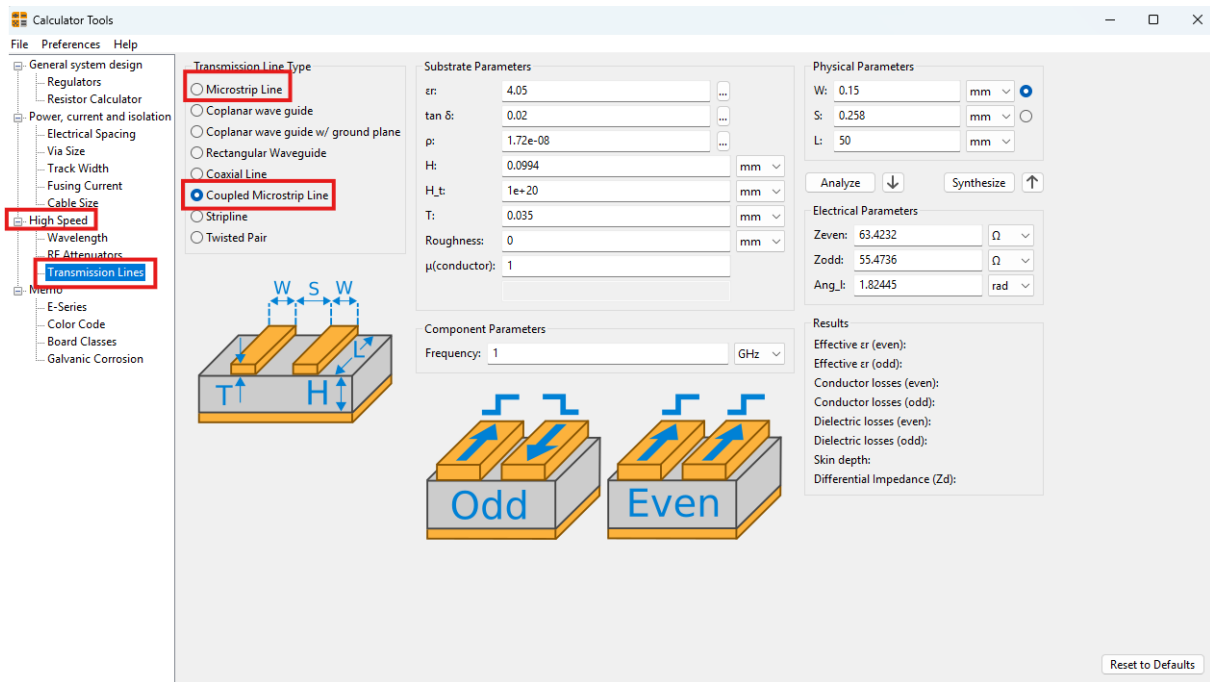 Calculator Tools
File Preferences Help
General system design
Regulators
Resistor Calculator
Power, current and isolation
Electrical Spacing
Via Size
Track Width
Fusing Current
Cable Size
High Speed
Wavelength
RF Attenuators
Transmission Lines
Memo
E-Series
Color Code
Board Classes
Galvanic Corrosion
Transmission Line Type
Microstrip Line
Coplanar wave guide
Coplanar wave guide w/ ground plane
Rectangular Waveguide
Coaxial Line
Coupled Microstrip Line
Stripline
Twisted Pair
W S W
L
T H
Substrate Parameters
εr: 4.05 ...
tan δ: 0.02 ...
ρ: 1.72e-08 ...
H: 0.0994 mm
H_t: 1e+20 mm
T: 0.035 mm
Roughness: 0 mm
μ(conductor): 1
Component Parameters
Frequency: 1 GHz
Odd Even
Physical Parameters
W: 0.15 mm
S: 0.258 mm
L: 50 mm
Analyze Synthesize
Electrical Parameters
Zeven: 63.4232 Ω
Zodd: 55.4736 Ω
Ang_l: 1.82445 rad
Results
Effective εr (even):
Effective εr (odd):
Conductor losses (even):
Conductor losses (odd):
Dielectric losses (even):
Dielectric losses (odd):
Skin depth:
Differential Impedance (Zd):
Reset to Defaults